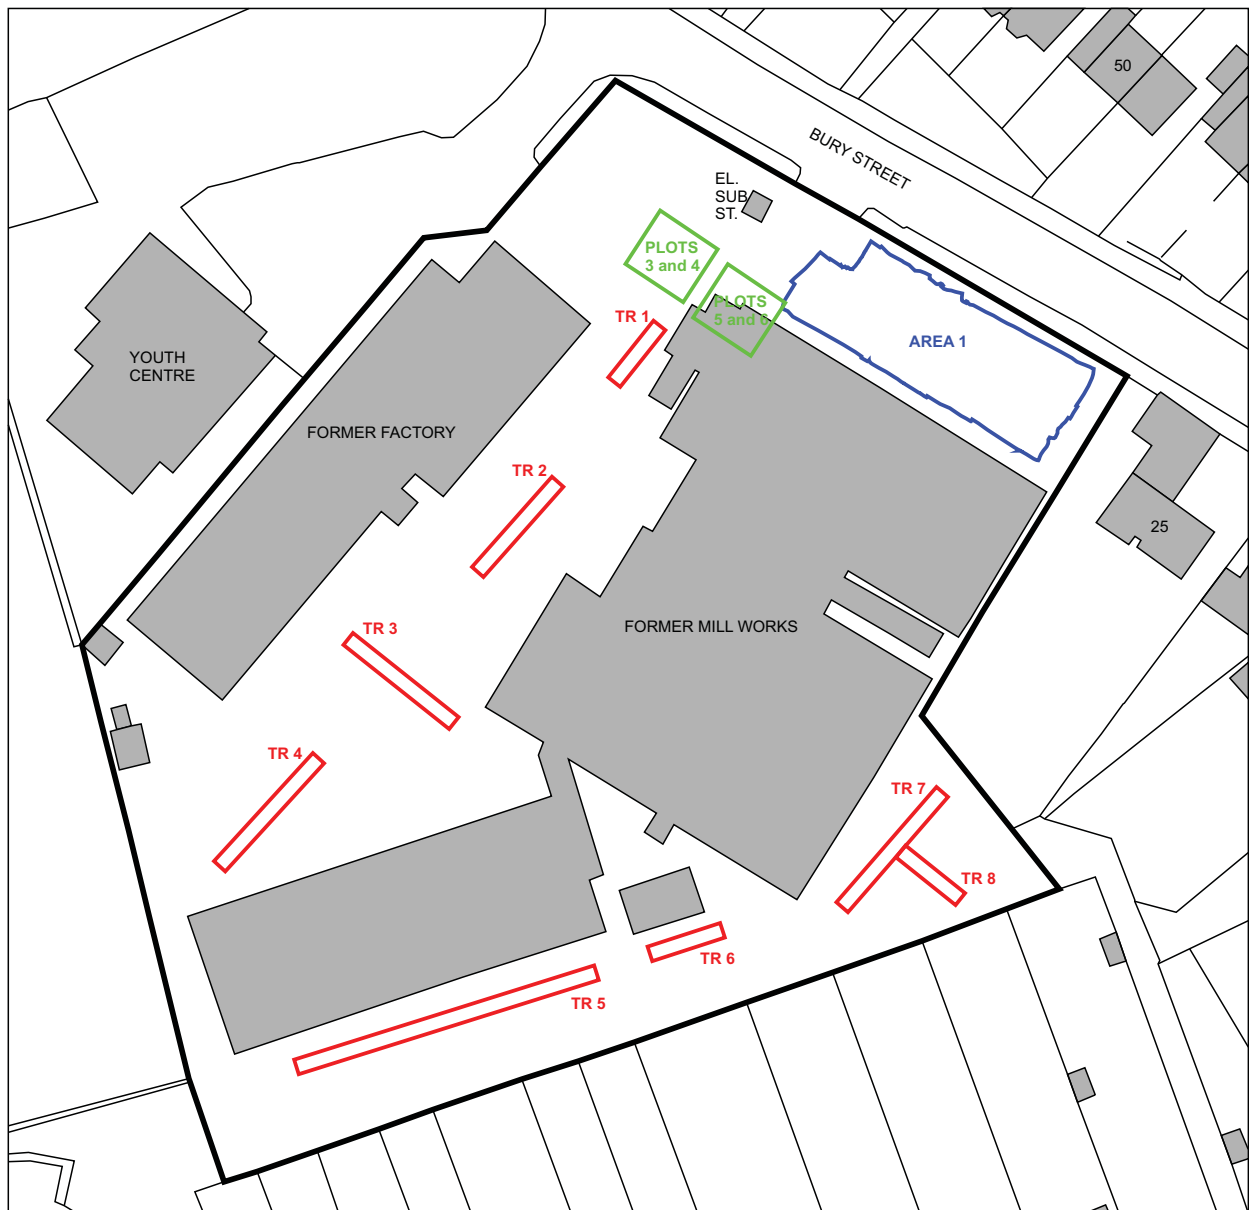 50
BURY STREET
EL.
SUB
ST.
PLOTS
3 and 4
PLOTS
5 and 6
TR 1
AREA 1
YOUTH
CENTRE
FORMER FACTORY
TR 2
25
TR 3
FORMER MILL WORKS
TR 4
TR 7
TR 8
TR 6
TR 5